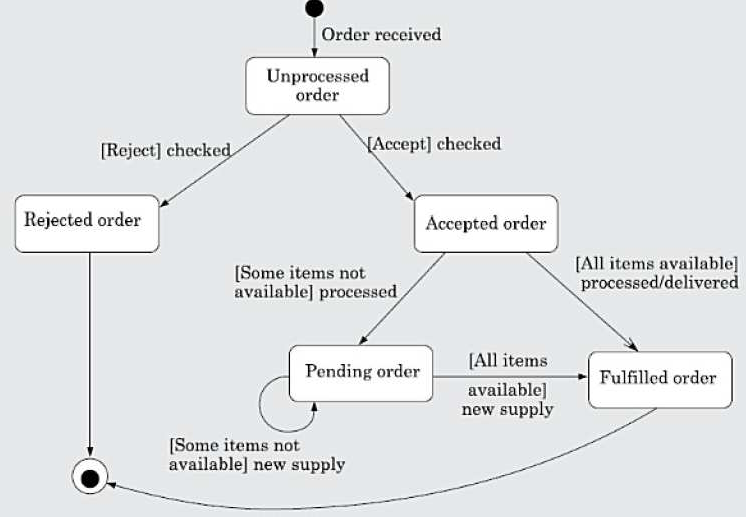 Order received
Unprocessed
order
[Reject] checked
[Accept] checked
Rejected order
Accepted order
[Some items not
available] processed
[All items available]
processed/delivered
Pending order
[All items
available]
new supply
Fulfilled order
[Some items not
available] new supply